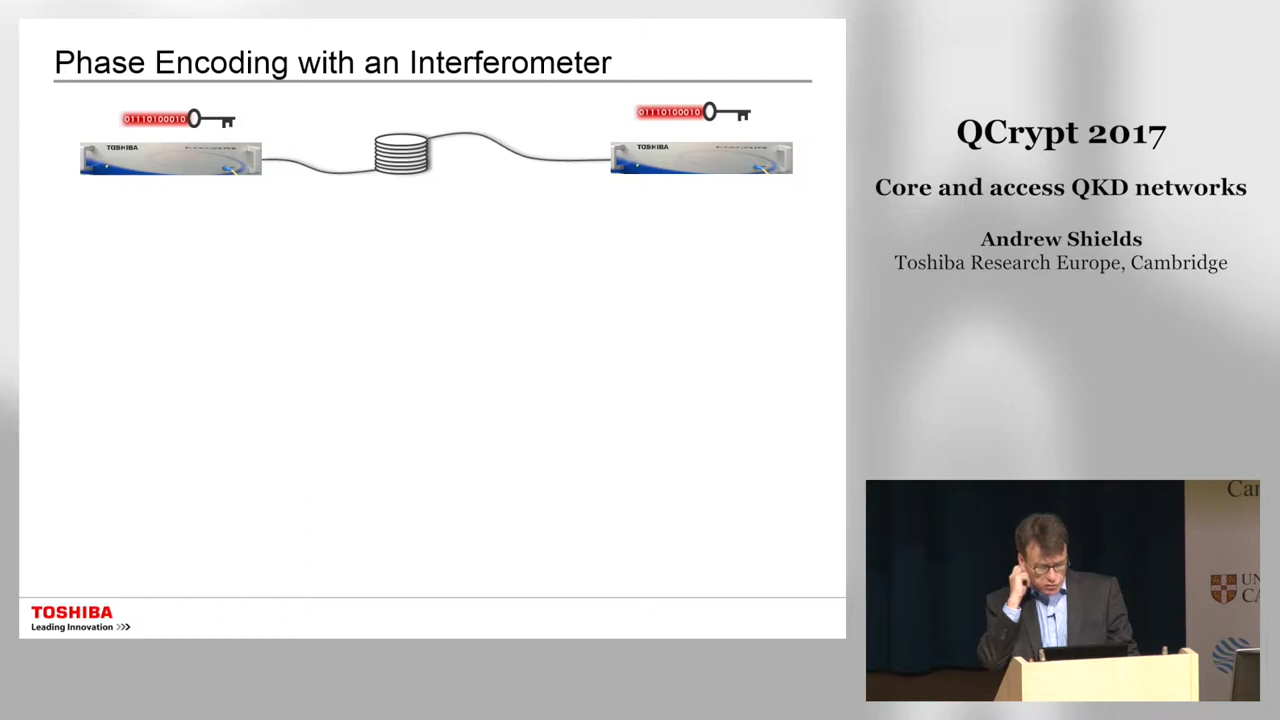 Phase Encoding with an Interferometer
01110100010
01110100010
TOSHIBA
TOSHIBA
TOSHIBA
Leading Innovation
QCrypt 2017
Core and access QKD networks
Andrew Shields
Toshiba Research Europe, Cambridge